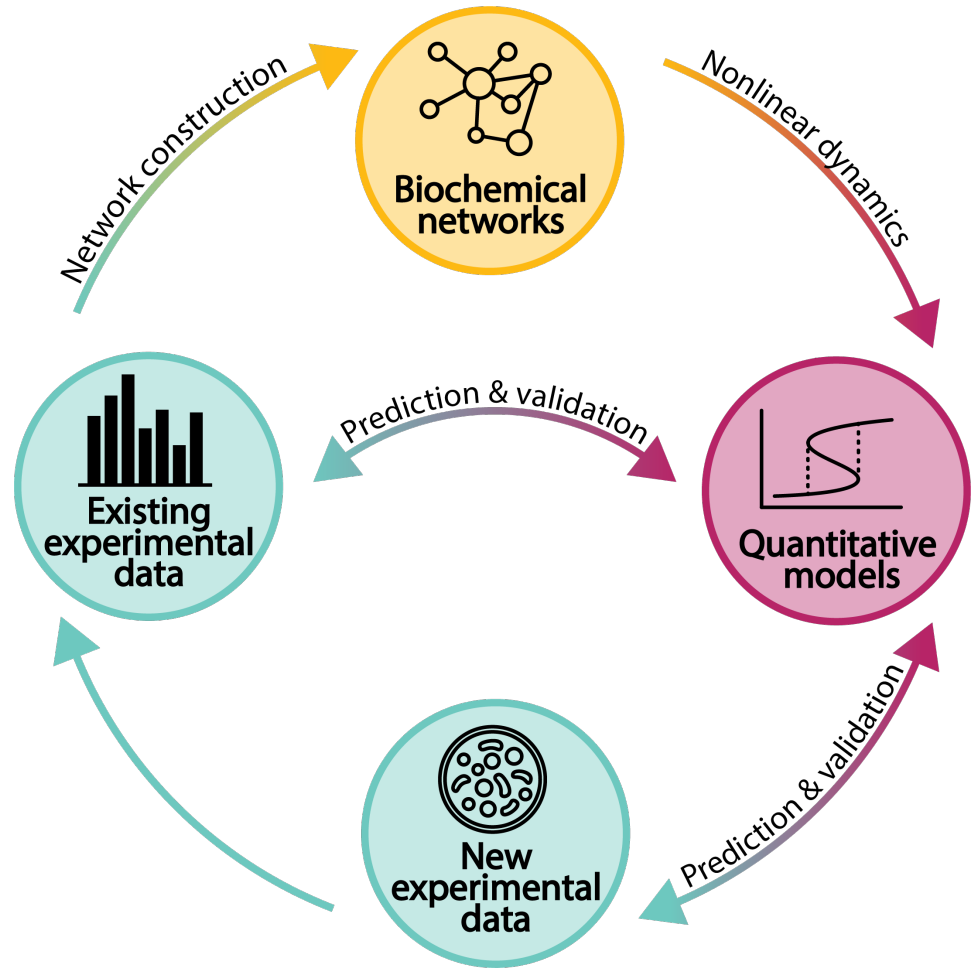 Network construction
Biochemical
networks
Nonlinear dynamics
Prediction & validation
Existing
experimental
data
Quantitative
models
Prediction & validation
New
experimental
data